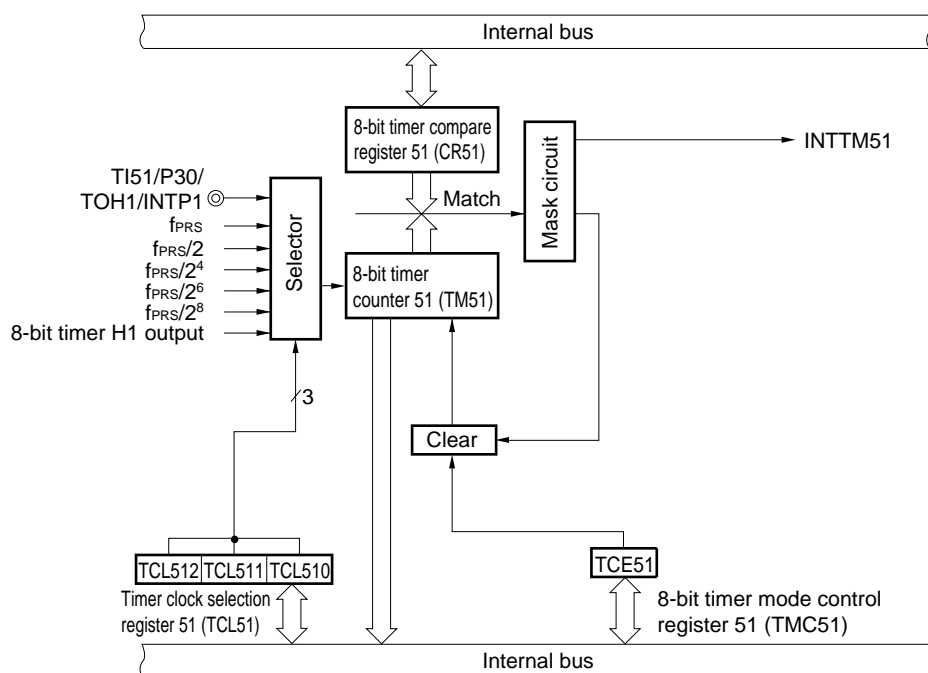 Internal bus
8-bit timer compare
register 51 (CR51)
Mask circuit
INTTM51
TI51/P30/
TOH1/INTP1
Match
fPRS
fPRS/2
fPRS/2⁴
fPRS/2⁶
fPRS/2⁸
8-bit timer H1 output
Selector
8-bit timer
counter 51 (TM51)
3
Clear
TCL512 TCL511 TCL510
Timer clock selection
register 51 (TCL51)
TCE51
8-bit timer mode control
register 51 (TMC51)
Internal bus